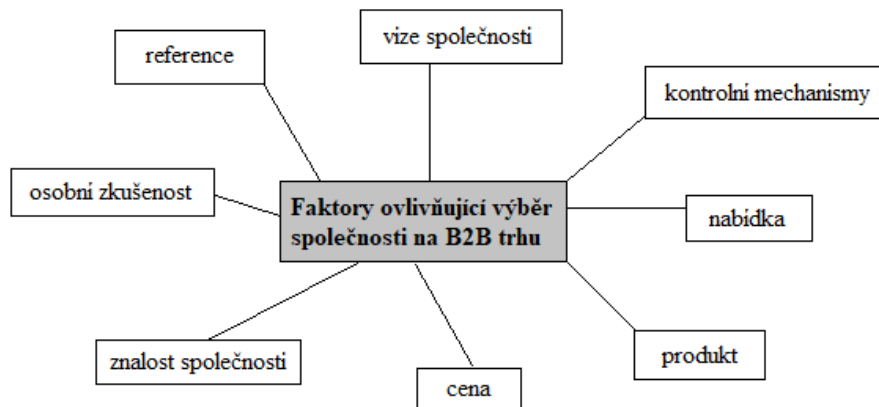 vize společnosti
reference
kontrolní mechanismy
osobní zkušenost
Faktory ovlivňující výběr
společnosti na B2B trhu
nabídka
znalost společnosti
produkt
cena